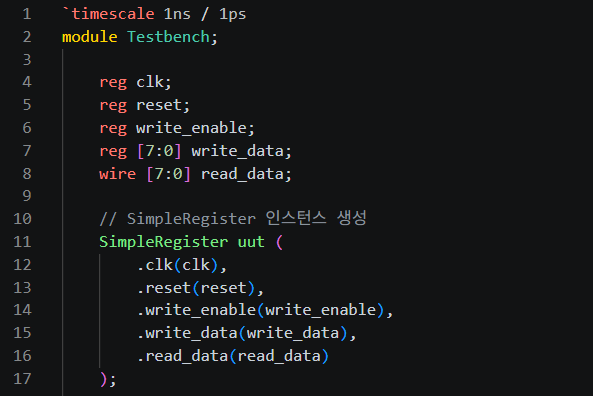 1 `timescale 1ns / 1ps
2 module Testbench;
3
4 reg clk;
5 reg reset;
6 reg write_enable;
7 reg [7:0] write_data;
8 wire [7:0] read_data;
9
10 // SimpleRegister 인스턴스 생성
11 SimpleRegister uut (
12 .clk(clk),
13 .reset(reset),
14 .write_enable(write_enable),
15 .write_data(write_data),
16 .read_data(read_data)
17 );